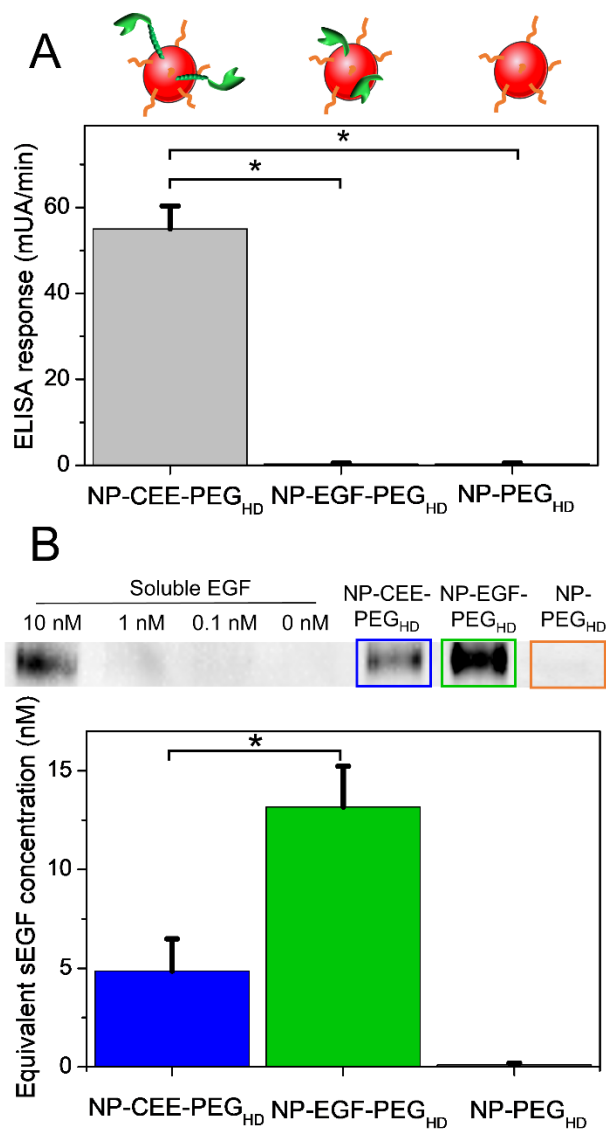 A
* 
*
60
40
20
0
ELISA response (mUA/min)
NP-CEE-PEGHD NP-EGF-PEGHD NP-PEGHD
B
Soluble EGF
10 nM 1 nM 0.1 nM 0 nM
NP-CEE-PEGHD
NP-EGF-PEGHD
NP-PEGHD
*
15
10
5
0
Equivalent sEGF concentration (nM)
NP-CEE-PEGHD NP-EGF-PEGHD NP-PEGHD